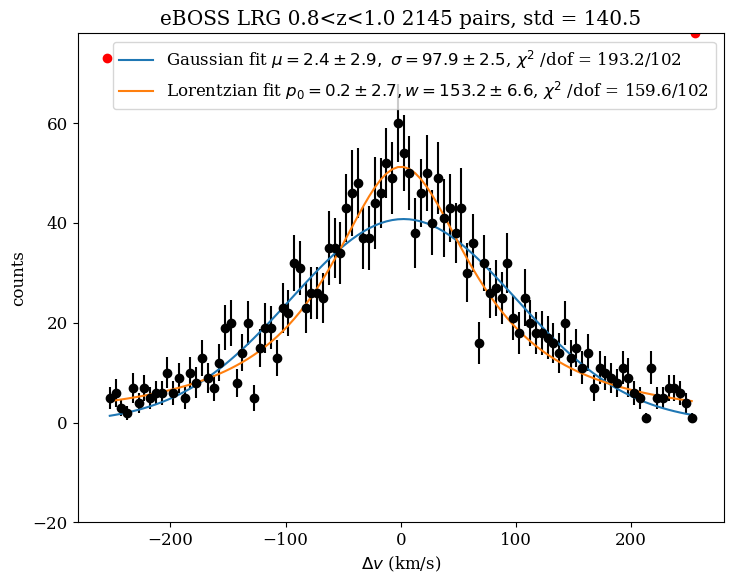 eBOSS LRG 0.8<z<1.0 2145 pairs, std = 140.5
Gaussian fit μ = 2.4 ± 2.9, σ = 97.9 ± 2.5, χ² /dof = 193.2/102
Lorentzian fit p₀ = 0.2 ± 2.7, w = 153.2 ± 6.6, χ² /dof = 159.6/102
60
40
20
0
−20
counts
−200 −100 0 100 200
Δv (km/s)